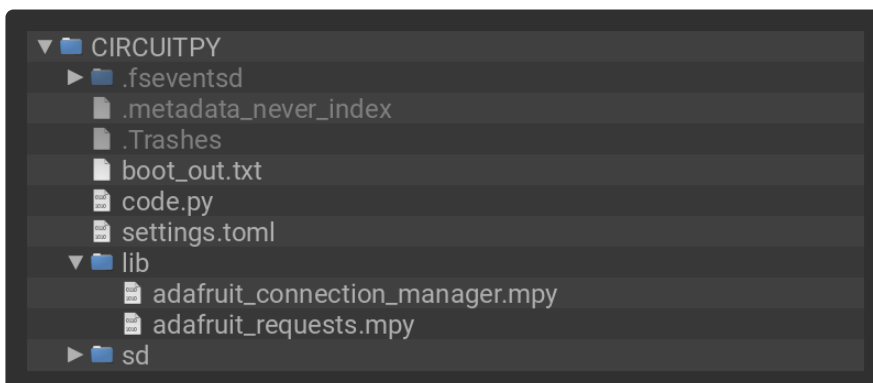 CIRCUITPY
.fseventsd
.metadata_never_index
.Trashes
boot_out.txt
code.py
settings.toml
lib
adafruit_connection_manager.mpy
adafruit_requests.mpy
sd